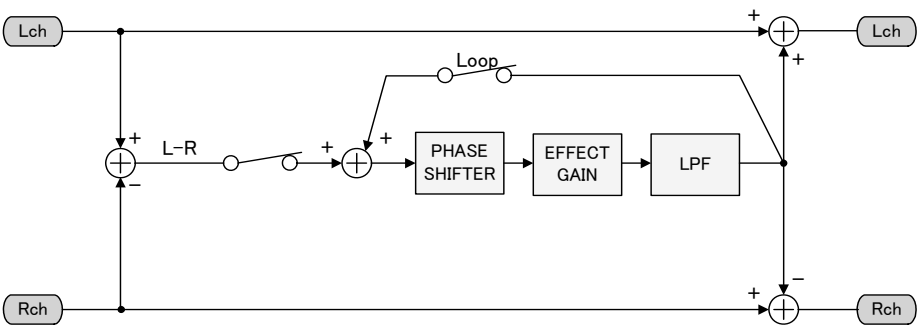 Lch
+
Lch
Loop
+
+
L-R
+
+
PHASE
SHIFTER
EFFECT
GAIN
LPF
−
−
Rch
+
Rch